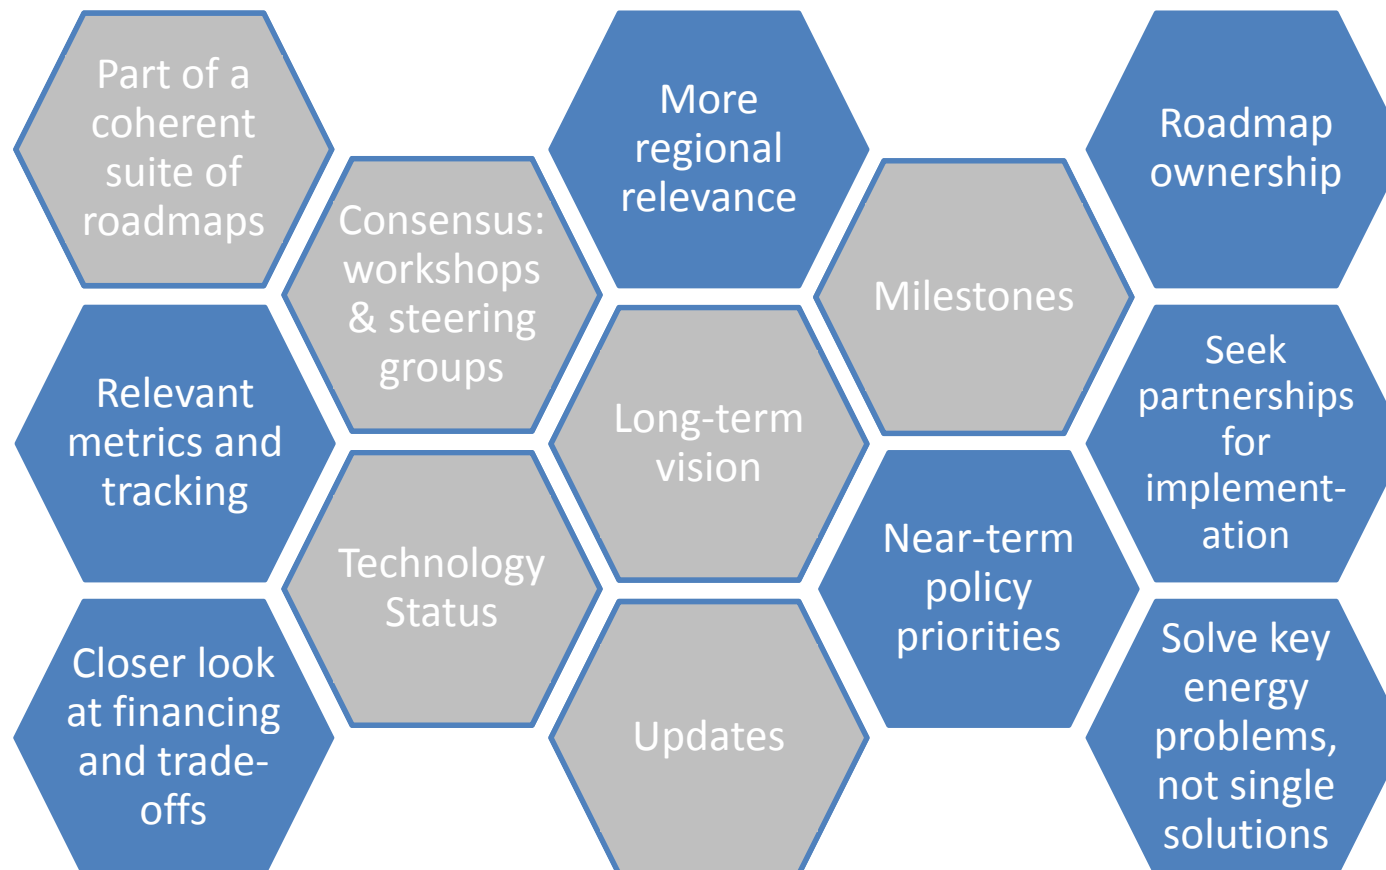 Part of a
coherent
suite of
roadmaps
More
regional
relevance
Roadmap
ownership
Consensus:
workshops
& steering
groups
Milestones
Relevant
metrics and
tracking
Long-term
vision
Seek
partnerships
for
implement-
ation
Technology
Status
Near-term
policy
priorities
Closer look
at financing
and trade-
offs
Updates
Solve key
energy
problems,
not single
solutions